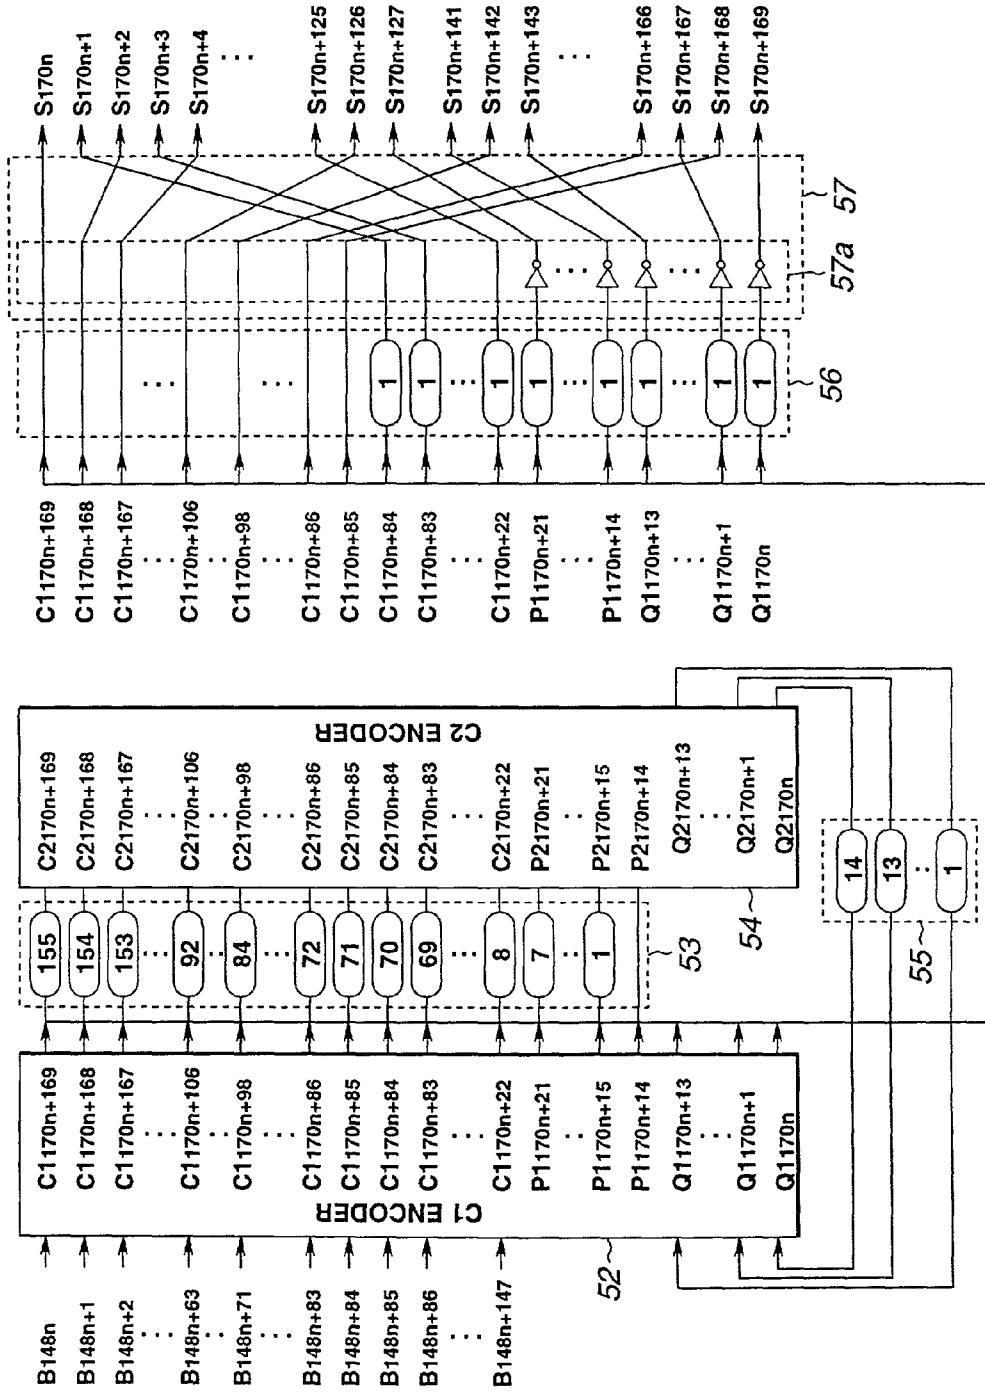 B148n
B148n+1
B148n+2
B148n+63
B148n+71
B148n+83
B148n+84
B148n+85
B148n+86
B148n+147
C1 ENCODER
52
C1170n+169
C1170n+168
C1170n+167
C1170n+106
C1170n+98
C1170n+86
C1170n+85
C1170n+84
C1170n+83
C1170n+22
P1170n+21
P1170n+15
P1170n+14
Q1170n+13
Q1170n+1
Q1170n
155
154
153
92
84
72
71
70
69
8
7
1
53
C2170n+169
C2170n+168
C2170n+167
C2170n+106
C2170n+98
C2170n+86
C2170n+85
C2170n+84
C2170n+83
C2170n+22
P2170n+21
P2170n+15
P2170n+14
Q2170n+13
Q2170n+1
Q2170n
C2 ENCODER
54
14
13
1
55
C1170n+169
C1170n+168
C1170n+167
C1170n+106
C1170n+98
C1170n+86
C1170n+85
C1170n+84
C1170n+83
C1170n+22
P1170n+21
P1170n+14
Q1170n+13
Q1170n+1
Q1170n
1
1
1
1
1
1
1
1
56
57a
57
S170n
S170n+1
S170n+2
S170n+3
S170n+4
S170n+125
S170n+126
S170n+127
S170n+141
S170n+142
S170n+143
S170n+166
S170n+167
S170n+168
S170n+169